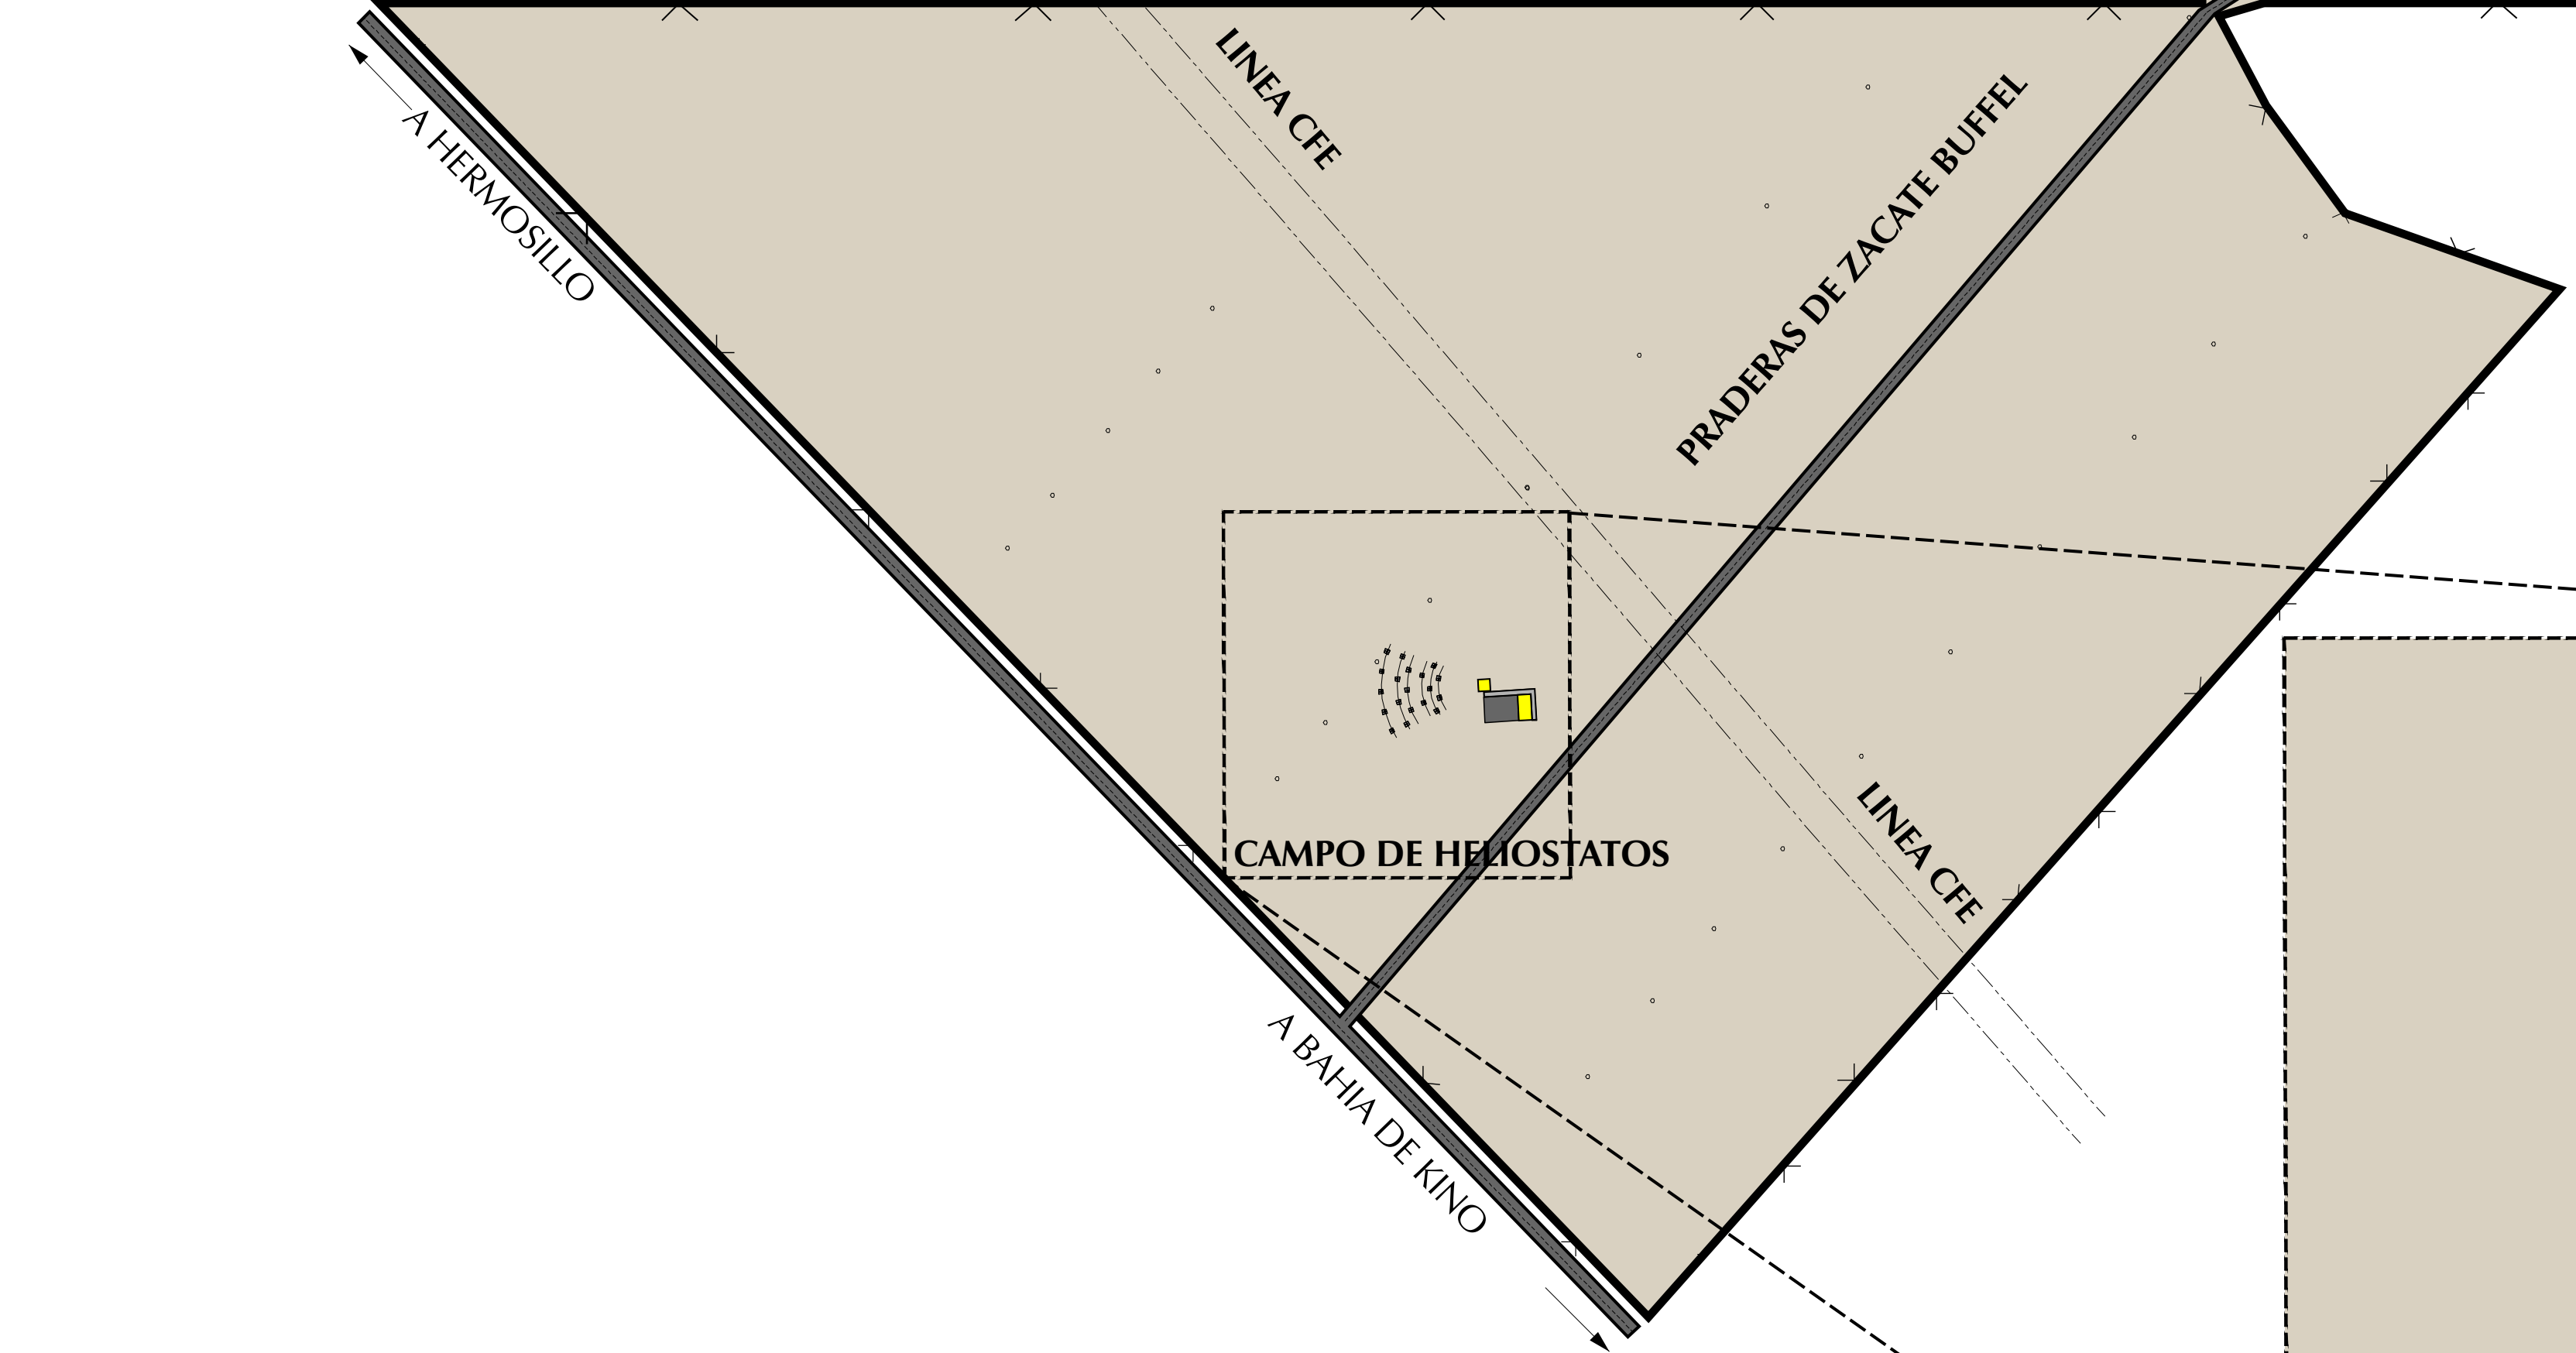 LINEA CFE
A HERMOSILLO
PRADERAS DE ZACATE BUFFEL
CAMPO DE HELIOSTATOS
LINEA CFE
A BAHIA DE KINO